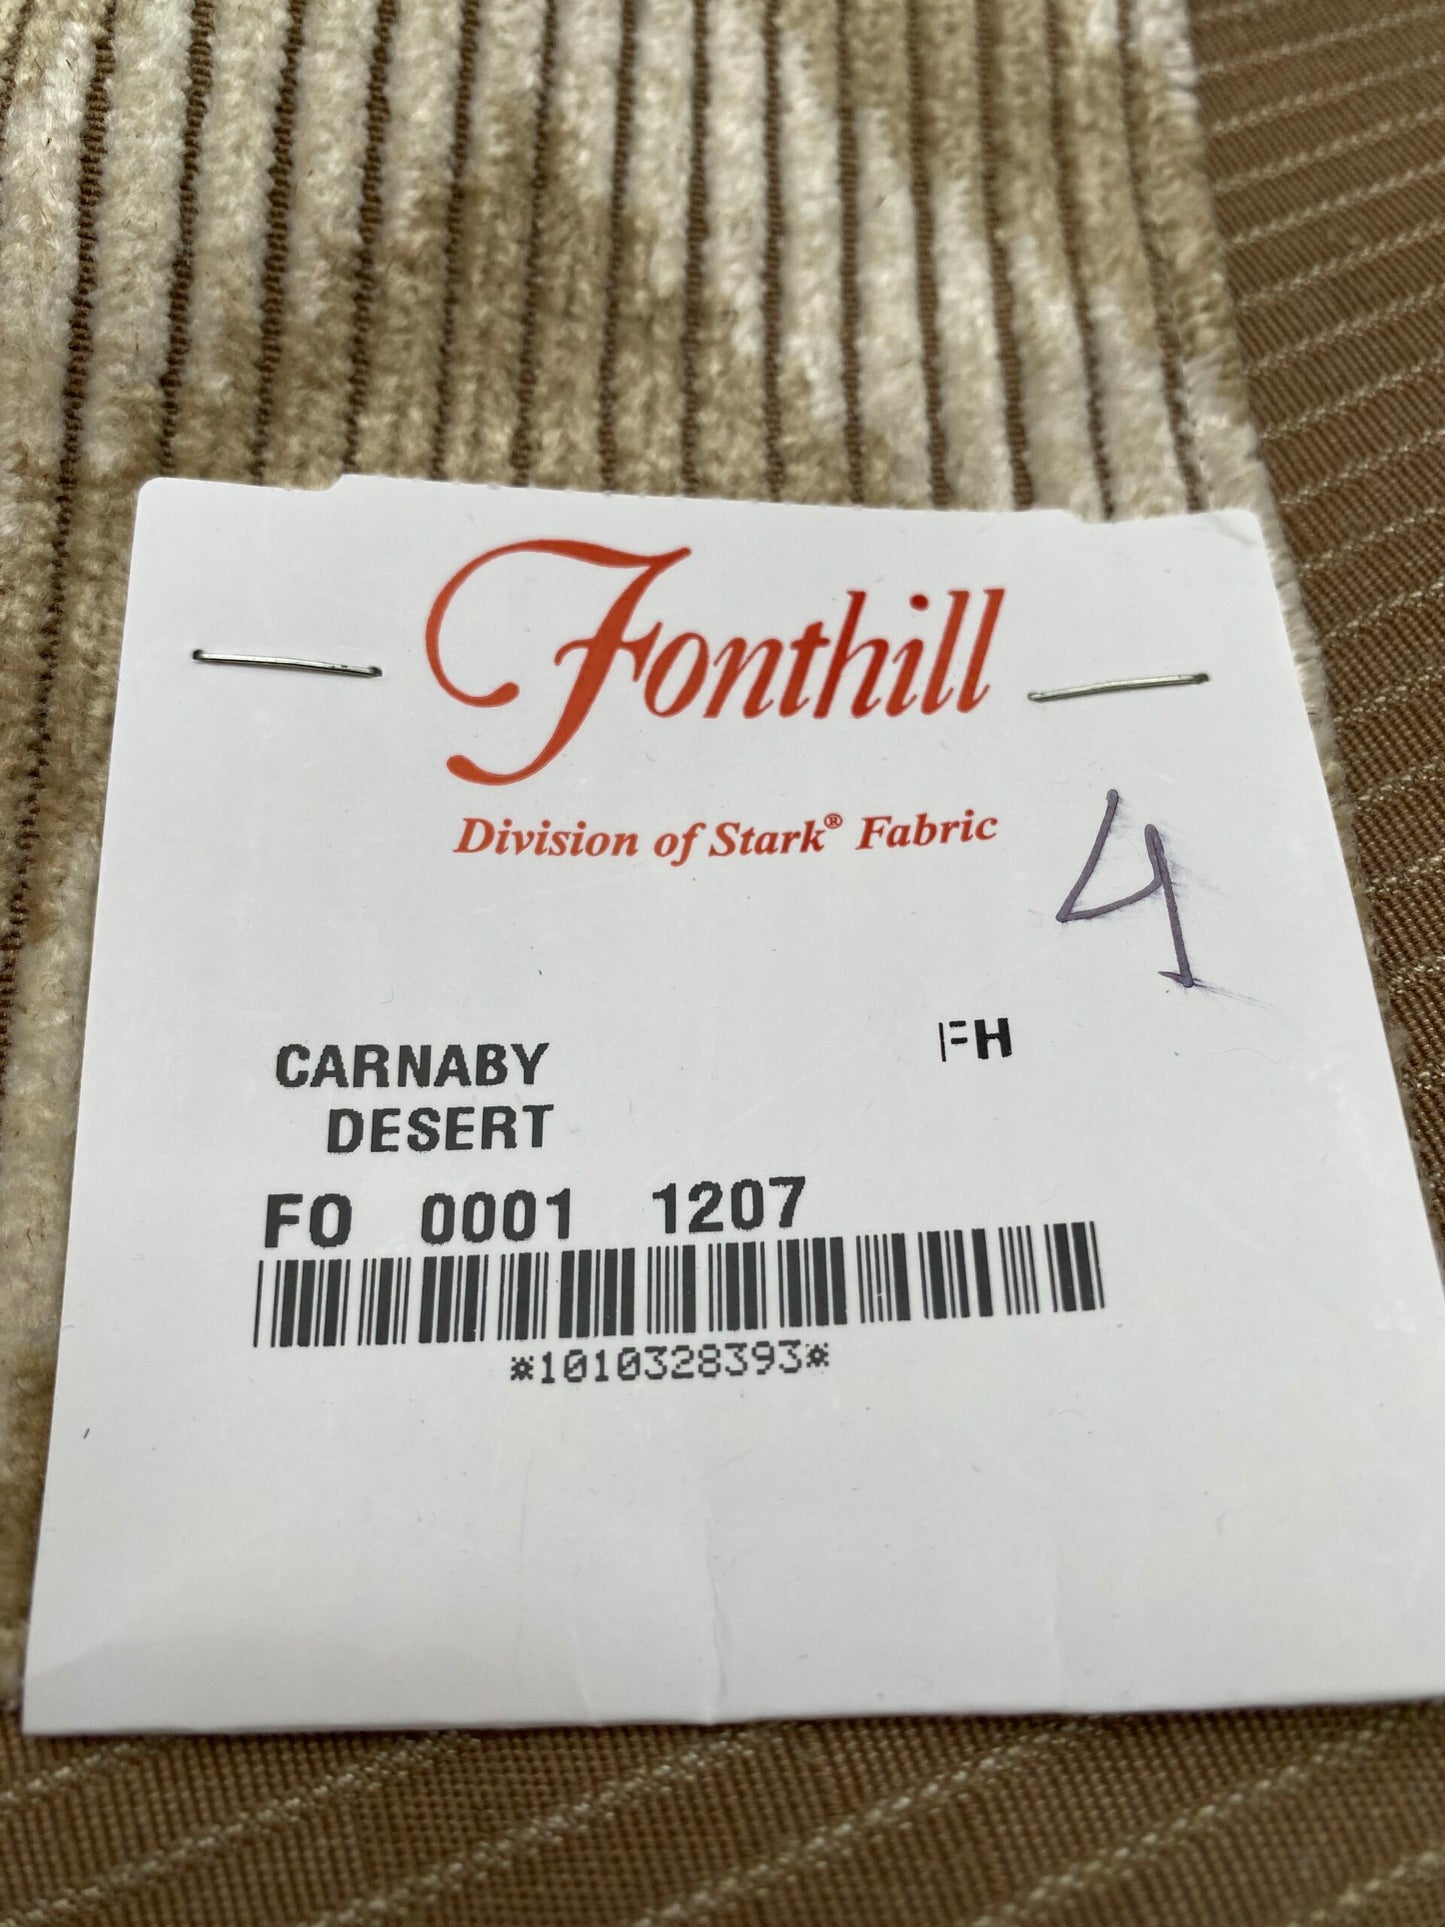 Fonthill
Division of Stark® Fabric
4
CARNABY FH
DESERT
FO 0001 1207
*1010328393*